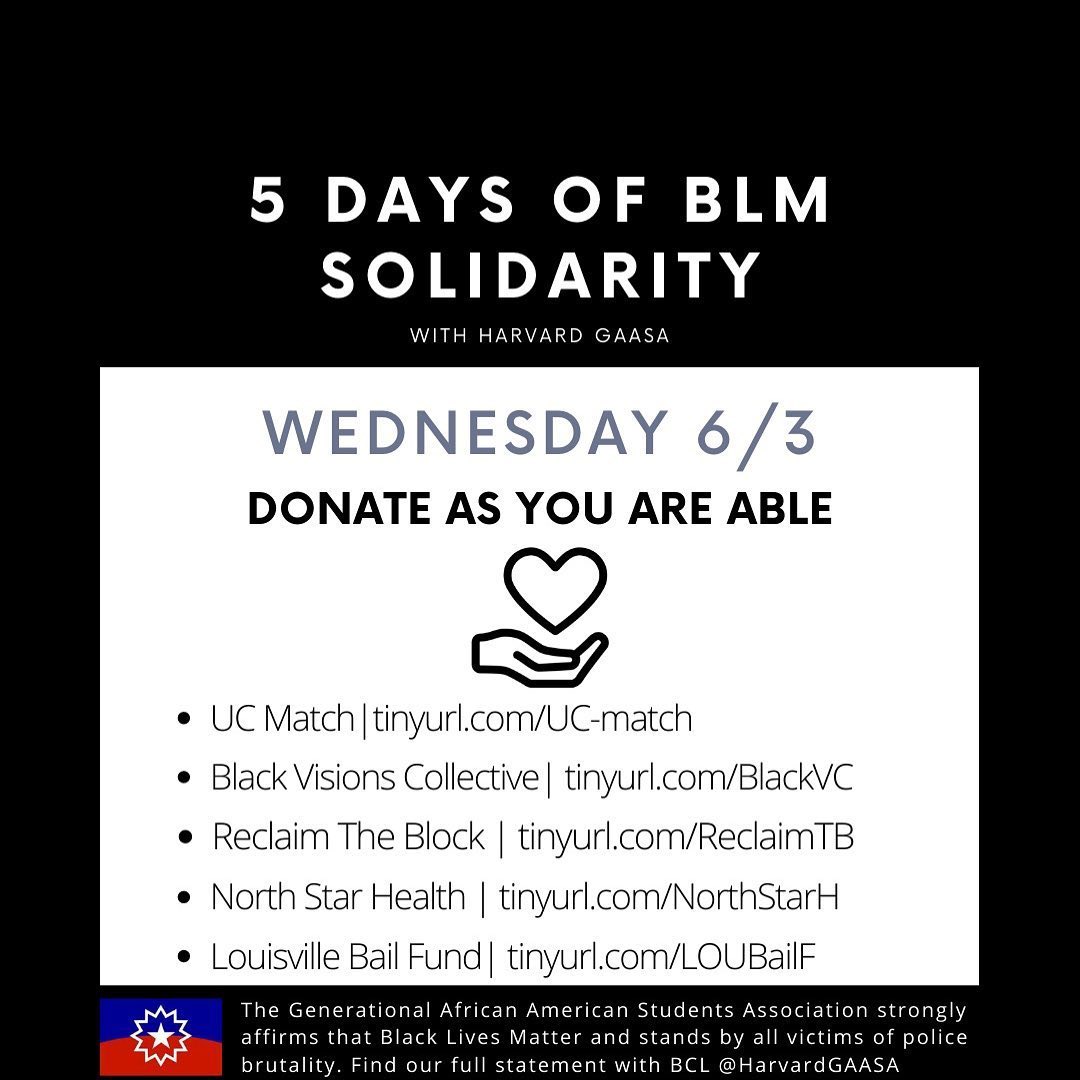 5 DAYS OF BLM
SOLIDARITY
WITH HARVARD GAASA
WEDNESDAY 6/3
DONATE AS YOU ARE ABLE
• UC Match|tinyurl.com/UC-match
• Black Visions Collective| tinyurl.com/BlackVC
• Reclaim The Block | tinyurl.com/ReclaimTB
• North Star Health | tinyurl.com/NorthStarH
• Louisville Bail Fund| tinyurl.com/LOUBailF
The Generational African American Students Association strongly
affirms that Black Lives Matter and stands by all victims of police
brutality. Find our full statement with BCL @HarvardGAASA